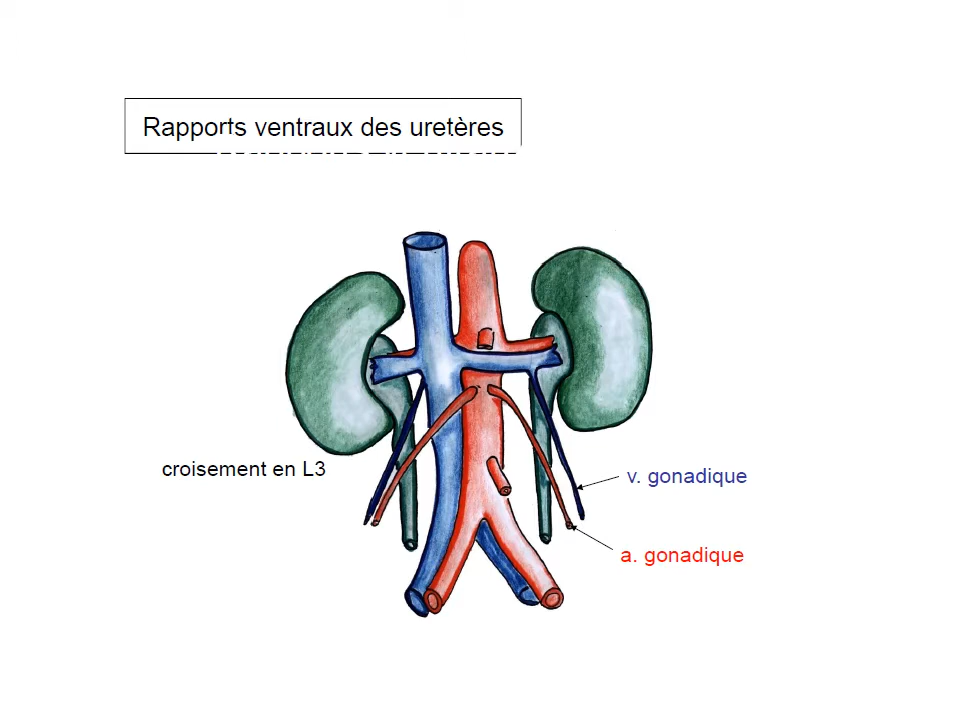 Rapports ventraux des uretères
croisement en L3
v. gonadique
a. gonadique